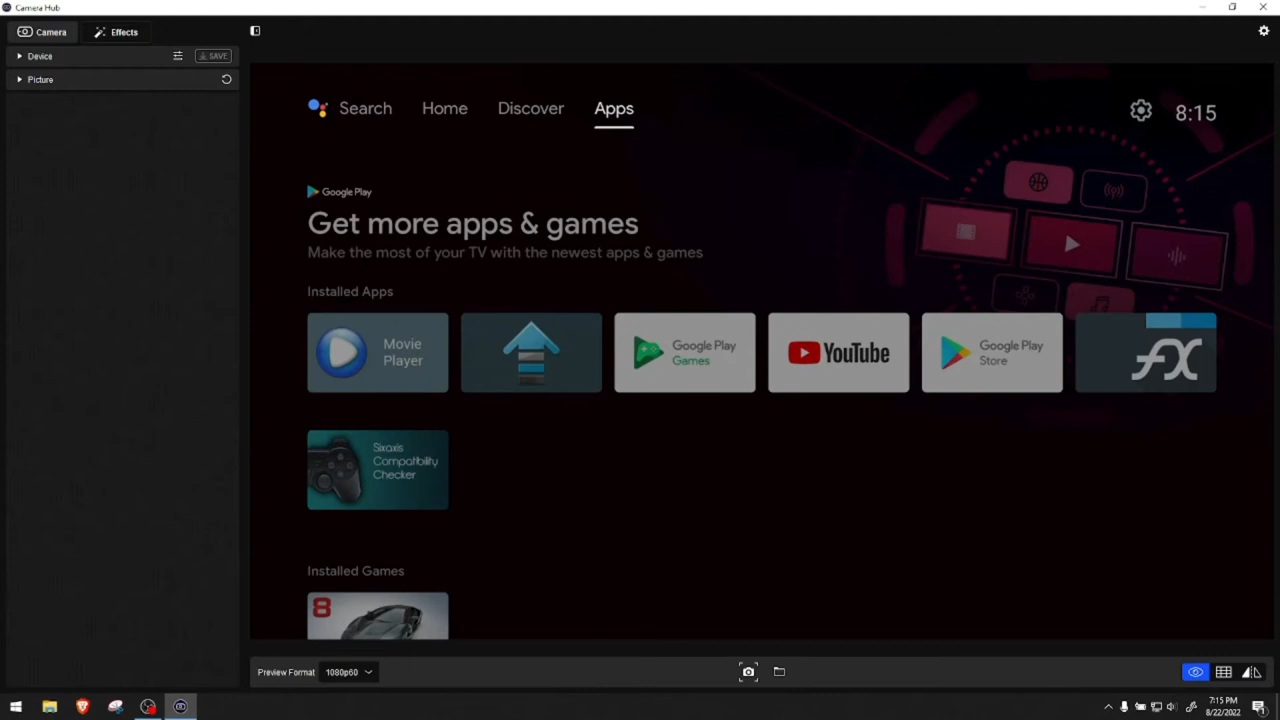 Camera Hub
Camera
Effects
Device
SAVE
Picture
Search
Home
Discover
Apps
8:15
Google Play
Get more apps & games
Make the most of your TV with the newest apps & games
Installed Apps
Movie
Player
Google Play
Games
YouTube
Google Play
Store
fX
Sixaxis
Compatibility
Checker
Installed Games
8
Preview Format
1080p60
7:15 PM
8/22/2022
1